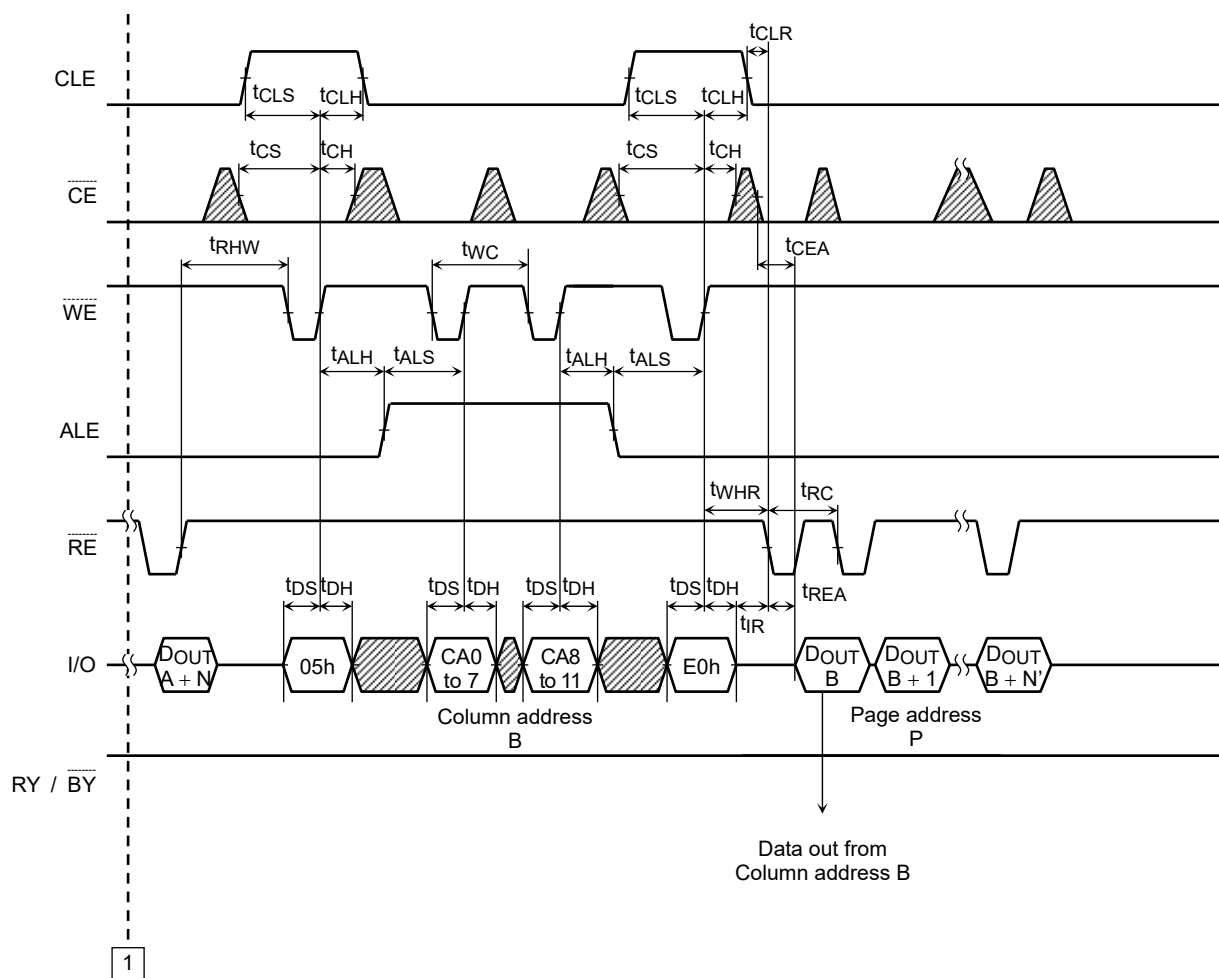 tCLR
CLE
tCLS tCLH tCLS tCLH
tCS tCH tCS tCH
CE
tRHW tWC tCEA
WE
tALH tALS tALH tALS
ALE
tWHR tRC
RE
tDS tDH tDS tDH tDS tDH tDS tDH tREA
tIR
I/O
DOUT
A + N
05h
CA0
to 7
CA8
to 11
E0h
DOUT
B
DOUT
B + 1
DOUT
B + N’
Column address
B
Page address
P
RY / BY
Data out from
Column address B
1